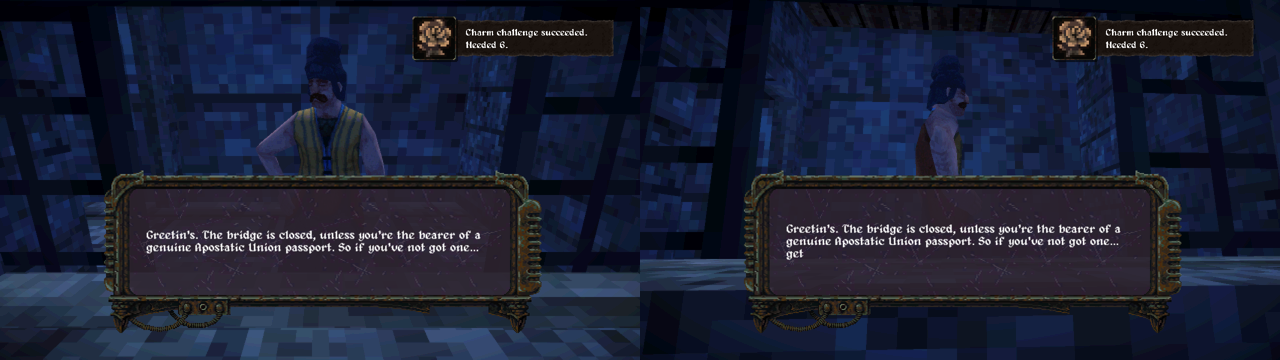 Charm challenge succeeded.
Needed 6.
Greetin's. The bridge is closed, unless you're the bearer of a
genuine Apostatic Union passport. So if you've not got one...
Charm challenge succeeded.
Needed 6.
Greetin's. The bridge is closed, unless you're the bearer of a
genuine Apostatic Union passport. So if you've not got one...
get